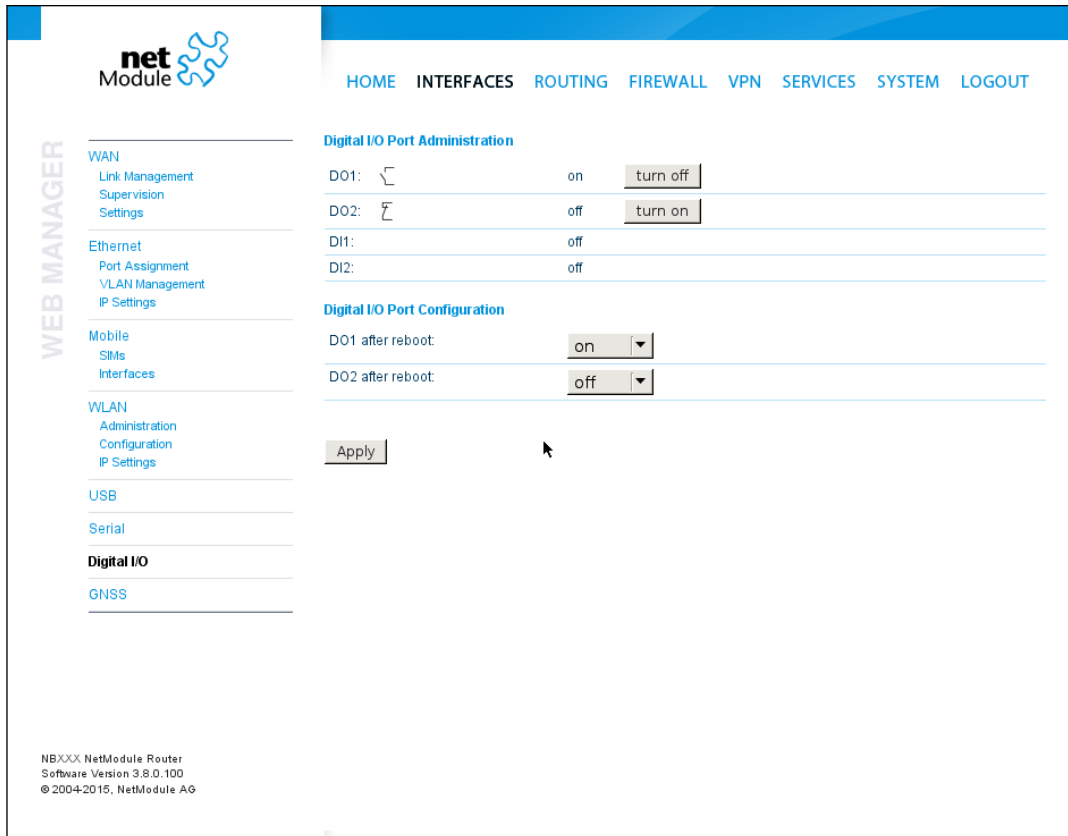 net
Module
HOME INTERFACES ROUTING FIREWALL VPN SERVICES SYSTEM LOGOUT
WEB MANAGER
WAN
Link Management
Supervision
Settings
Ethernet
Port Assignment
VLAN Management
IP Settings
Mobile
SIMs
Interfaces
WLAN
Administration
Configuration
IP Settings
USB
Serial
Digital I/O
GNSS
Digital I/O Port Administration
DO1: on turn off
DO2: off turn on
DI1: off
DI2: off
Digital I/O Port Configuration
DO1 after reboot: on
DO2 after reboot: off
Apply
NBXXX NetModule Router
Software Version 3.8.0.100
© 2004-2015, NetModule AG